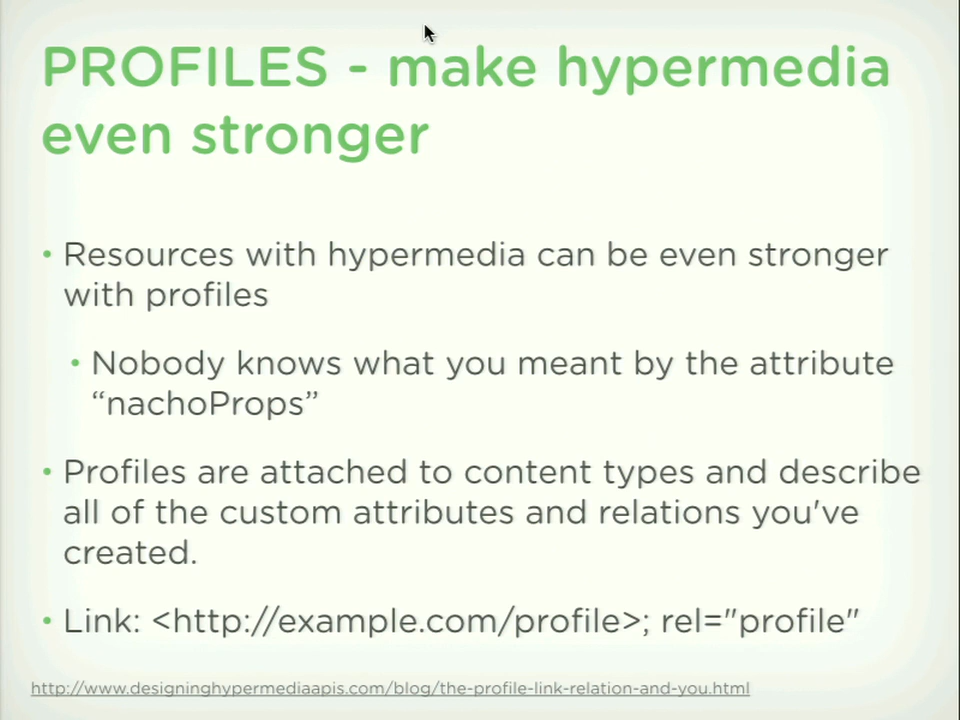 PROFILES - make hypermedia
even stronger
• Resources with hypermedia can be even stronger
with profiles
• Nobody knows what you meant by the attribute
“nachoProps”
• Profiles are attached to content types and describe
all of the custom attributes and relations you've
created.
• Link: <http://example.com/profile>; rel="profile"
http://www.designinghypermediaapis.com/blog/the-profile-link-relation-and-you.html